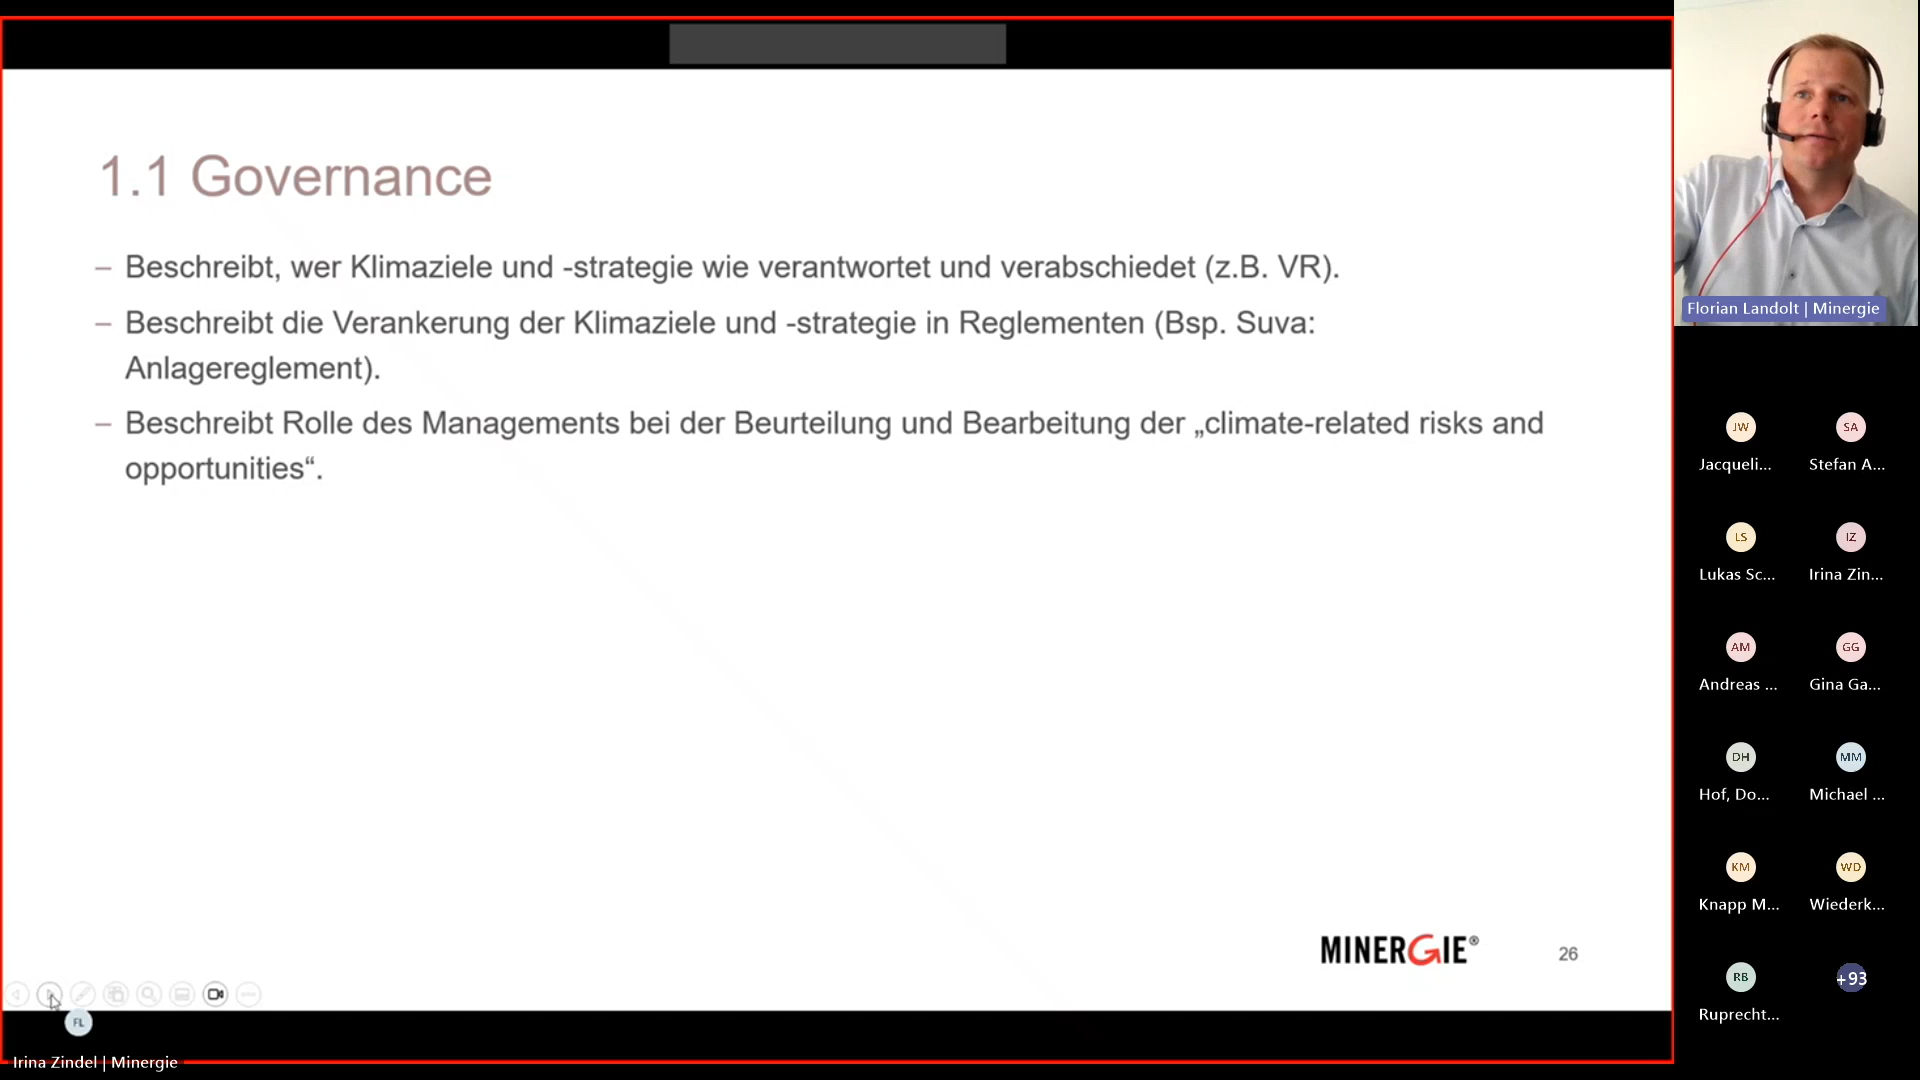 1.1 Governance
– Beschreibt, wer Klimaziele und -strategie wie verantwortet und verabschiedet (z.B. VR).
– Beschreibt die Verankerung der Klimaziele und -strategie in Reglementen (Bsp. Suva:
Anlagereglement).
– Beschreibt Rolle des Managements bei der Beurteilung und Bearbeitung der „climate-related risks and
opportunities“.
MINERGIE®
26
FL
Irina Zindel | Minergie
Florian Landolt | Minergie
JW
SA
Jacqueli...
Stefan A...
LS
IZ
Lukas Sc...
Irina Zin...
AM
GG
Andreas ...
Gina Ga...
DH
MM
Hof, Do...
Michael ...
KM
WD
Knapp M...
Wiederk...
RB
+93
Ruprecht...